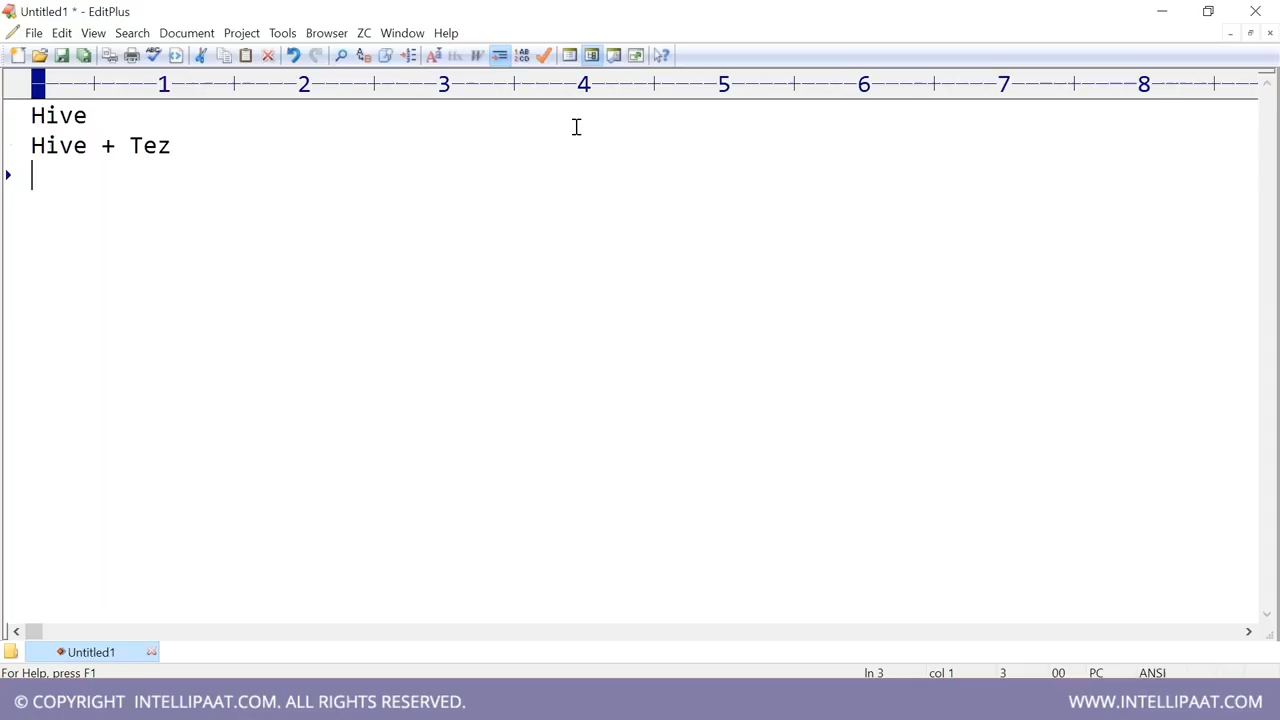 Untitled1 * - EditPlus
File Edit View Search Document Project Tools Browser ZC Window Help
1 2 3 4 5 6 7 8
Hive
Hive + Tez
Untitled1
For Help, press F1 ln 3 col 1 3 00 PC ANSI
© COPYRIGHT INTELLIPAAT.COM. ALL RIGHTS RESERVED. WWW.INTELLIPAAT.COM